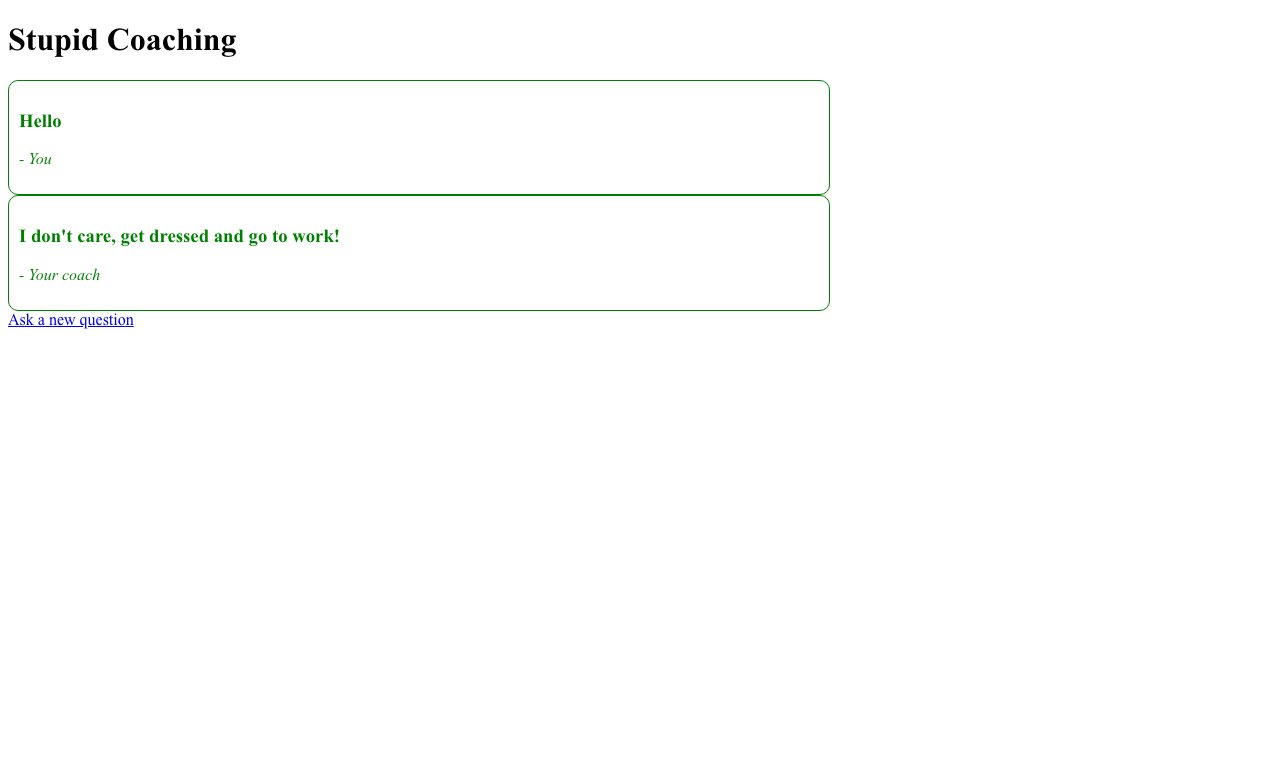 Stupid Coaching
Hello
- You
I don't care, get dressed and go to work!
- Your coach
Ask a new question